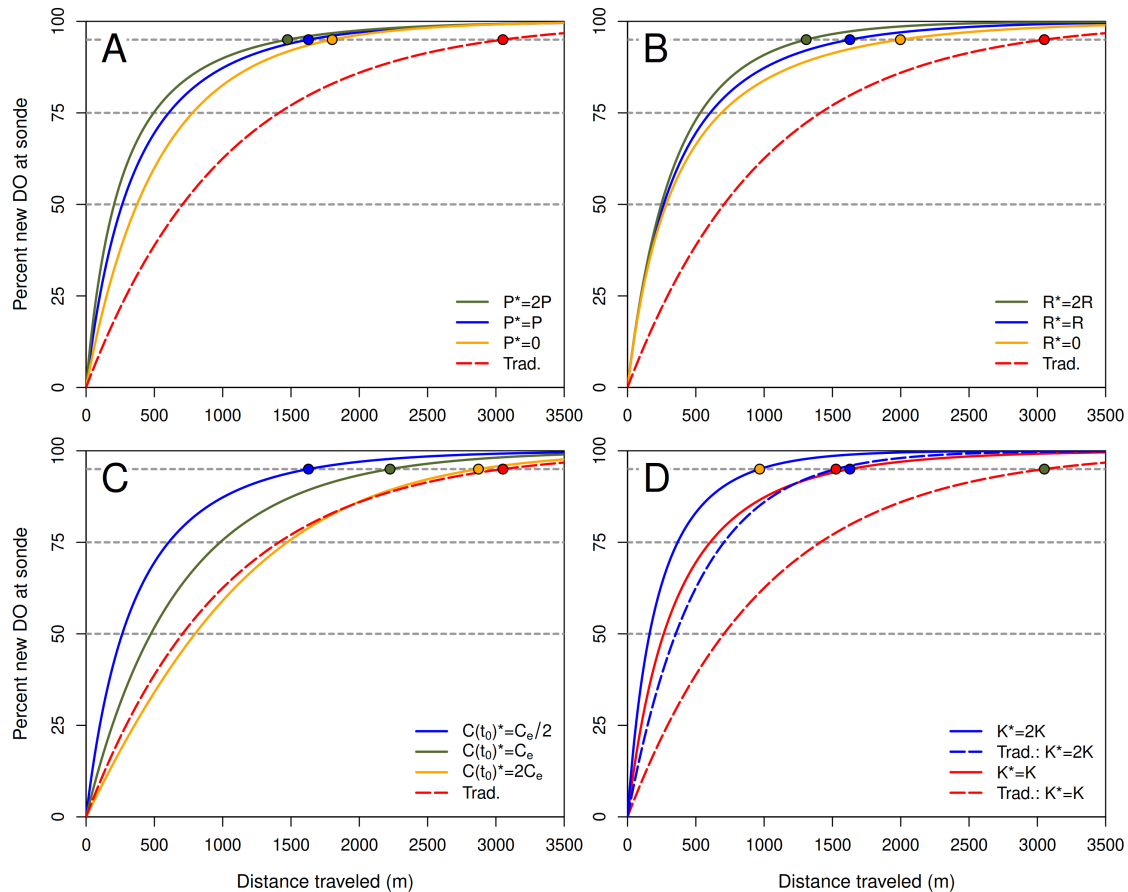 A
Percent new DO at sonde
100
75
50
25
0
P*=2P
P*=P
P*=0
Trad.
0 500 1000 1500 2000 2500 3000 3500
B
100
75
50
25
0
R*=2R
R*=R
R*=0
Trad.
0 500 1000 1500 2000 2500 3000 3500
C
Percent new DO at sonde
100
75
50
25
0
C(t₀)*=Cₑ/2
C(t₀)*=Cₑ
C(t₀)*=2Cₑ
Trad.
0 500 1000 1500 2000 2500 3000 3500
Distance traveled (m)
D
100
75
50
25
0
K*=2K
Trad.: K*=2K
K*=K
Trad.: K*=K
0 500 1000 1500 2000 2500 3000 3500
Distance traveled (m)